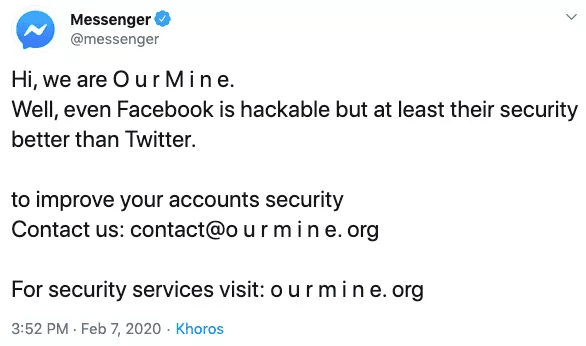 Messenger
@messenger
Hi, we are O u r M i n e.
Well, even Facebook is hackable but at least their security
better than Twitter.
to improve your accounts security
Contact us: contact@o u r m i n e. org
For security services visit: o u r m i n e. org
3:52 PM · Feb 7, 2020 · Khoros